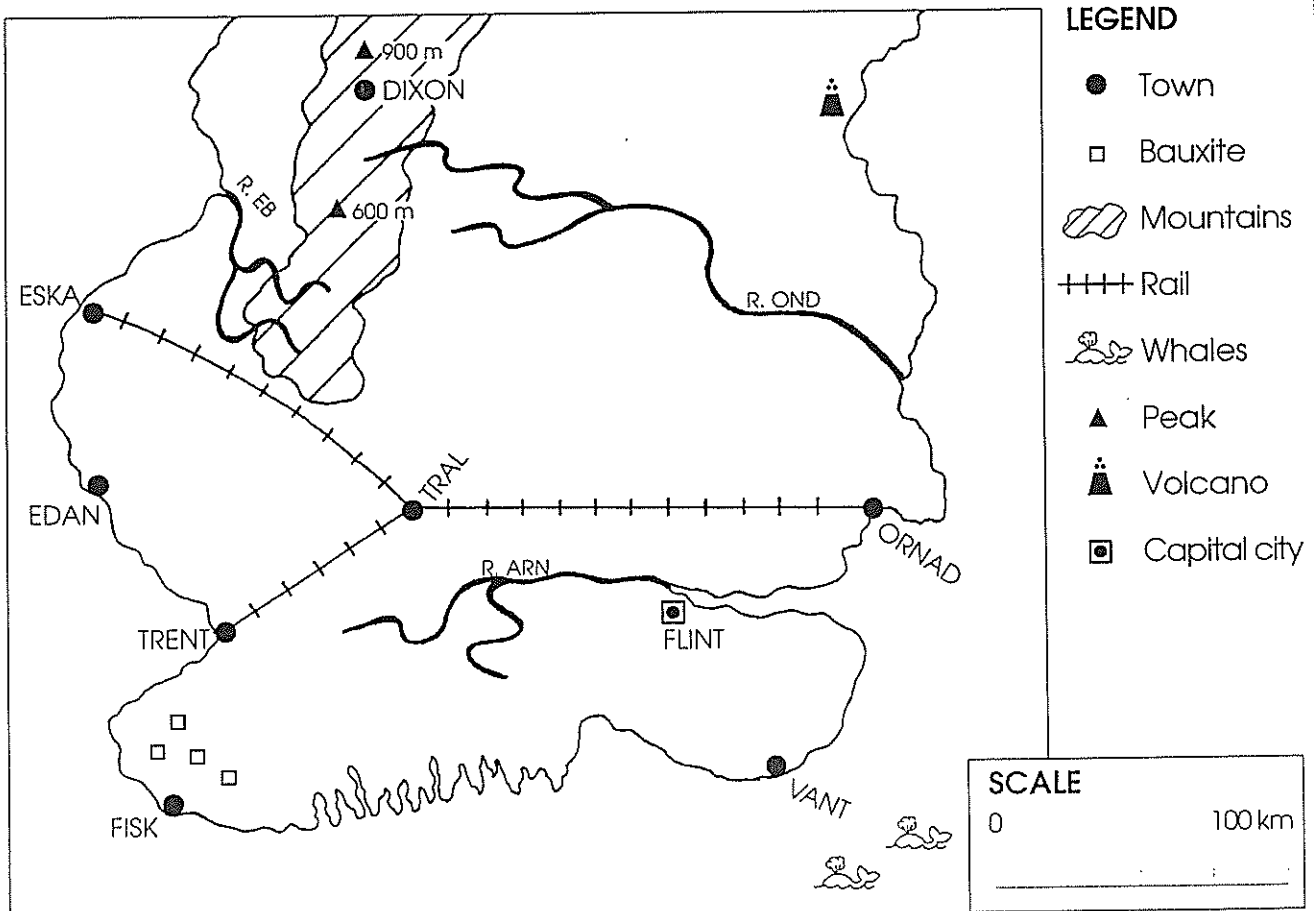 LEGEND
Town
Bauxite
Mountains
Rail
Whales
Peak
Volcano
Capital city
900 m
DIXON
R. EB
600 m
ESKA
R. OND
EDAN
TRAL
ORNAD
R. ARN
TRENT
FLINT
VANT
FISK
SCALE
0 100 km